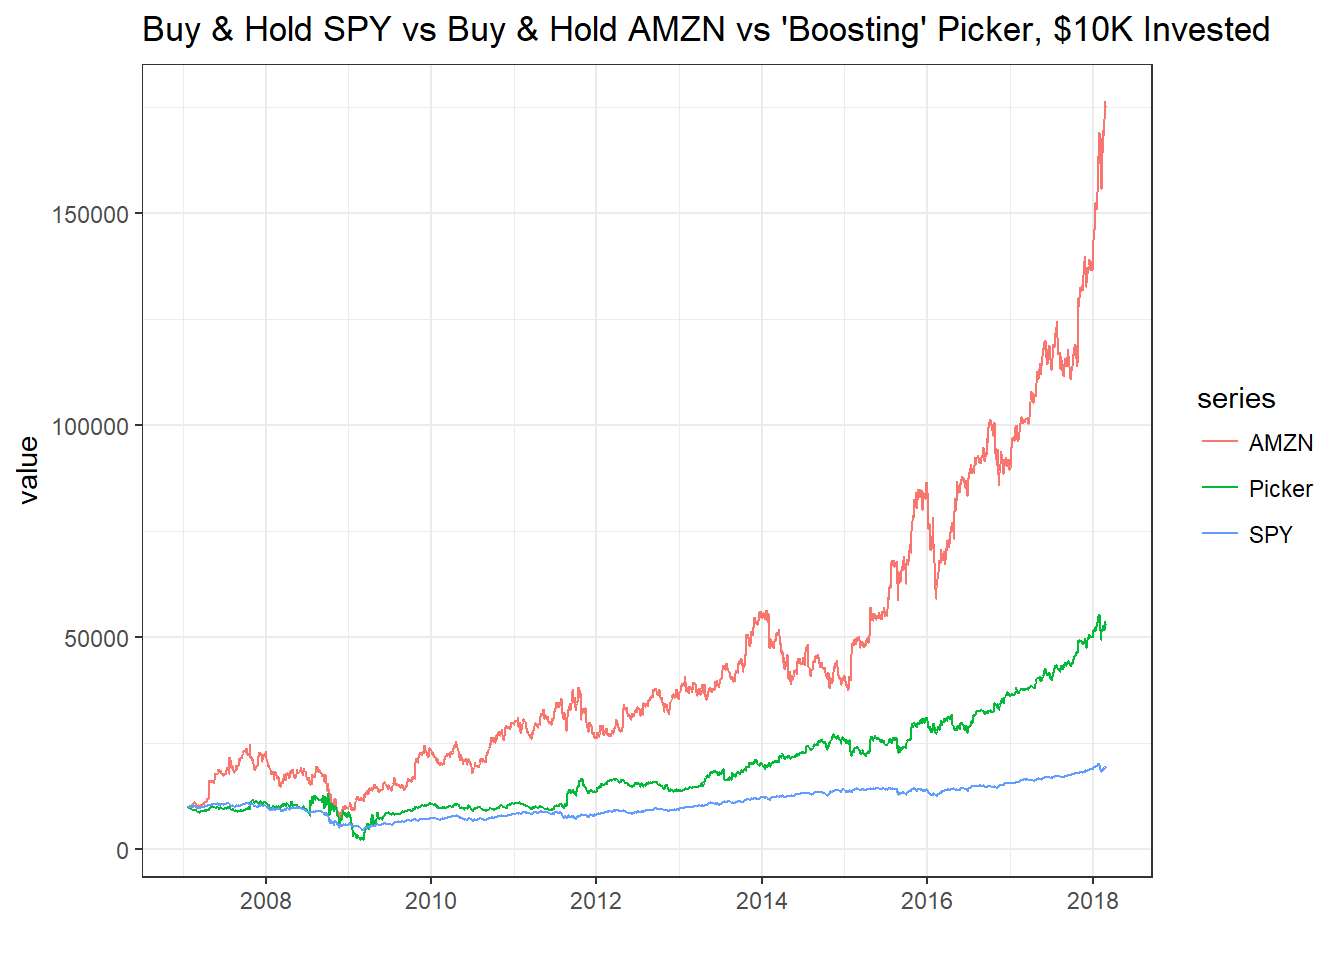 Buy & Hold SPY vs Buy & Hold AMZN vs 'Boosting' Picker, $10K Invested
150000
100000
50000
0
value
2008 2010 2012 2014 2016 2018
series
AMZN
Picker
SPY